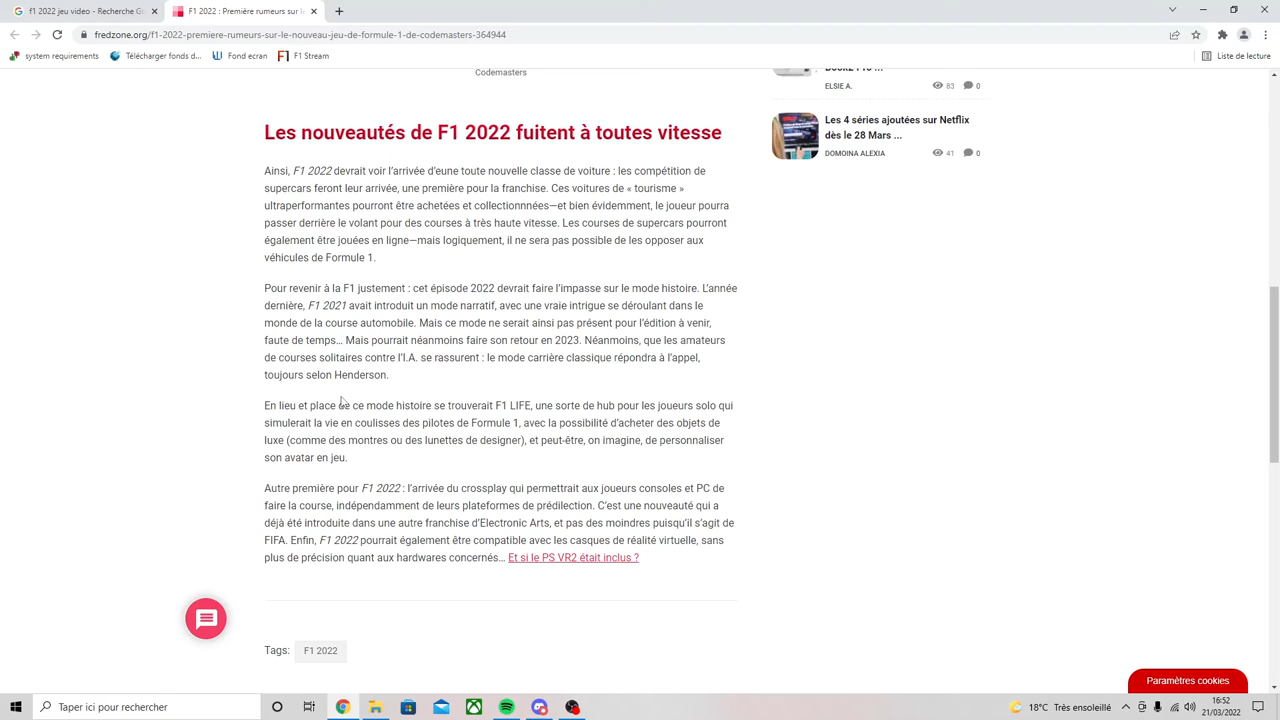 f1 2022 jeu video - Recherche G
F1 2022 : Première rumeurs sur l
fredzone.org/f1-2022-premiere-rumeurs-sur-le-nouveau-jeu-de-formule-1-de-codemasters-364944
system requirements
Télécharger fonds d...
Fond ecran
F1 Stream
Liste de lecture
Codemasters
ELSIE A.
83
0
Les 4 séries ajoutées sur Netflix
dès le 28 Mars ...
DOMOINA ALEXIA
41
0
Les nouveautés de F1 2022 fuitent à toutes vitesse
Ainsi, F1 2022 devrait voir l’arrivée d’eune toute nouvelle classe de voiture : les compétition de
supercars feront leur arrivée, une première pour la franchise. Ces voitures de « tourisme »
ultraperformantes pourront être achetées et collectionnnées—et bien évidemment, le joueur pourra
passer derrière le volant pour des courses à très haute vitesse. Les courses de supercars pourront
également être jouées en ligne—mais logiquement, il ne sera pas possible de les opposer aux
véhicules de Formule 1.
Pour revenir à la F1 justement : cet épisode 2022 devrait faire l’impasse sur le mode histoire. L’année
dernière, F1 2021 avait introduit un mode narratif, avec une vraie intrigue se déroulant dans le
monde de la course automobile. Mais ce mode ne serait ainsi pas présent pour l’édition à venir,
faute de temps… Mais pourrait néanmoins faire son retour en 2023. Néanmoins, que les amateurs
de courses solitaires contre l’I.A. se rassurent : le mode carrière classique répondra à l’appel,
toujours selon Henderson.
En lieu et place de ce mode histoire se trouverait F1 LIFE, une sorte de hub pour les joueurs solo qui
simulerait la vie en coulisses des pilotes de Formule 1, avec la possibilité d’acheter des objets de
luxe (comme des montres ou des lunettes de designer), et peut-être, on imagine, de personnaliser
son avatar en jeu.
Autre première pour F1 2022 : l’arrivée du crossplay qui permettrait aux joueurs consoles et PC de
faire la course, indépendamment de leurs plateformes de prédilection. C’est une nouveauté qui a
déjà été introduite dans une autre franchise d’Electronic Arts, et pas des moindres puisqu’il s’agit de
FIFA. Enfin, F1 2022 pourrait également être compatible avec les casques de réalité virtuelle, sans
plus de précision quant aux hardwares concernés… Et si le PS VR2 était inclus ?
Tags: F1 2022
Paramètres cookies
Taper ici pour rechercher
18°C Très ensoleillé
16:52
21/03/2022